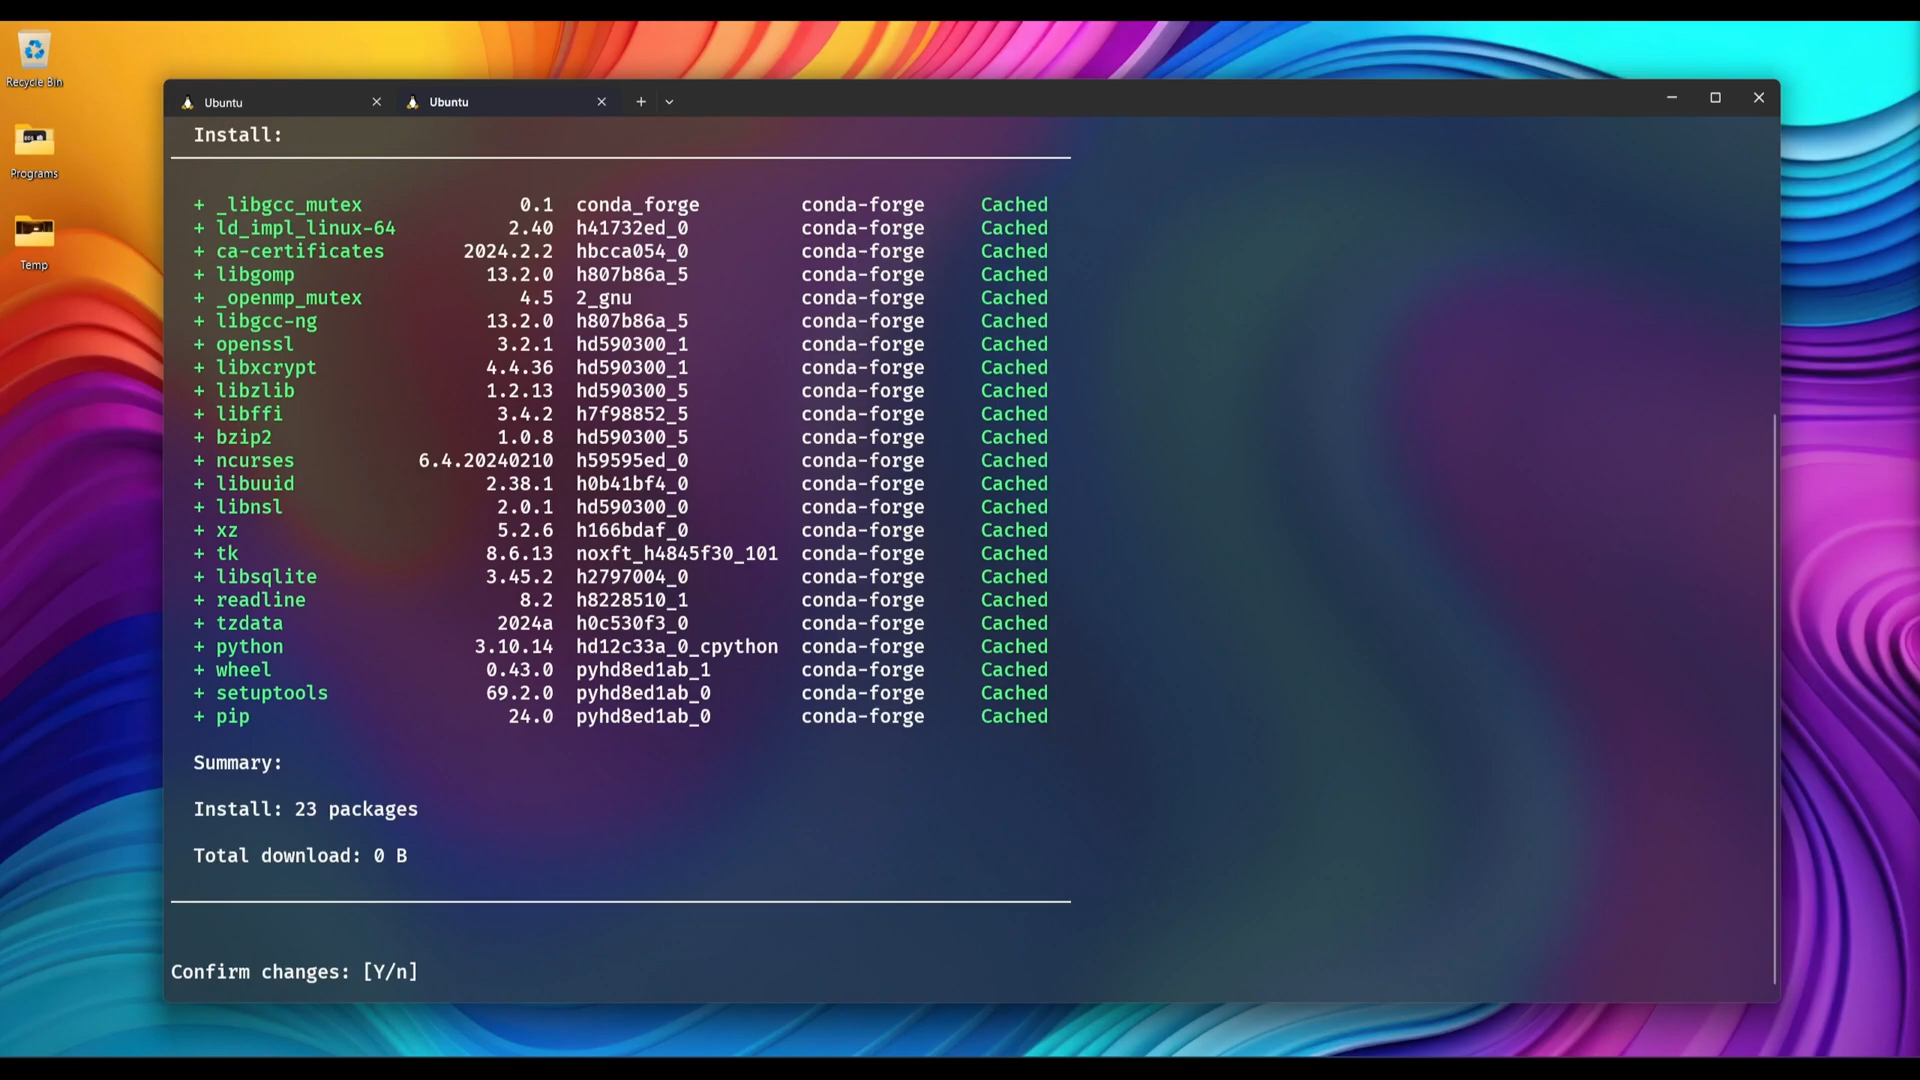 Recycle Bin
Programs
Temp
Ubuntu
Ubuntu
Install:
+ _libgcc_mutex 0.1 conda_forge conda-forge Cached
+ ld_impl_linux-64 2.40 h41732ed_0 conda-forge Cached
+ ca-certificates 2024.2.2 hbcca054_0 conda-forge Cached
+ libgomp 13.2.0 h807b86a_5 conda-forge Cached
+ _openmp_mutex 4.5 2_gnu conda-forge Cached
+ libgcc-ng 13.2.0 h807b86a_5 conda-forge Cached
+ openssl 3.2.1 hd590300_1 conda-forge Cached
+ libxcrypt 4.4.36 hd590300_1 conda-forge Cached
+ libzlib 1.2.13 hd590300_5 conda-forge Cached
+ libffi 3.4.2 h7f98852_5 conda-forge Cached
+ bzip2 1.0.8 hd590300_5 conda-forge Cached
+ ncurses 6.4.20240210 h59595ed_0 conda-forge Cached
+ libuuid 2.38.1 h0b41bf4_0 conda-forge Cached
+ libnsl 2.0.1 hd590300_0 conda-forge Cached
+ xz 5.2.6 h166bdaf_0 conda-forge Cached
+ tk 8.6.13 noxft_h4845f30_101 conda-forge Cached
+ libsqlite 3.45.2 h2797004_0 conda-forge Cached
+ readline 8.2 h8228510_1 conda-forge Cached
+ tzdata 2024a h0c530f3_0 conda-forge Cached
+ python 3.10.14 hd12c33a_0_cpython conda-forge Cached
+ wheel 0.43.0 pyhd8ed1ab_1 conda-forge Cached
+ setuptools 69.2.0 pyhd8ed1ab_0 conda-forge Cached
+ pip 24.0 pyhd8ed1ab_0 conda-forge Cached
Summary:
Install: 23 packages
Total download: 0 B
Confirm changes: [Y/n]